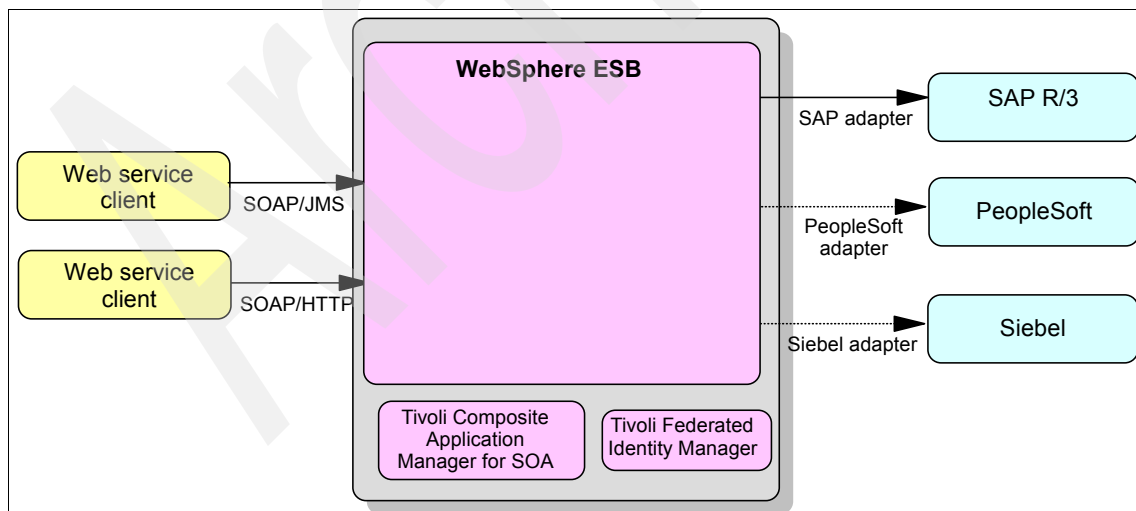 WebSphere ESB
Web service
client
SOAP/JMS
Web service
client
SOAP/HTTP
SAP R/3
SAP adapter
PeopleSoft
PeopleSoft
adapter
Siebel
Siebel adapter
Tivoli Composite
Application
Manager for SOA
Tivoli Federated
Identity Manager